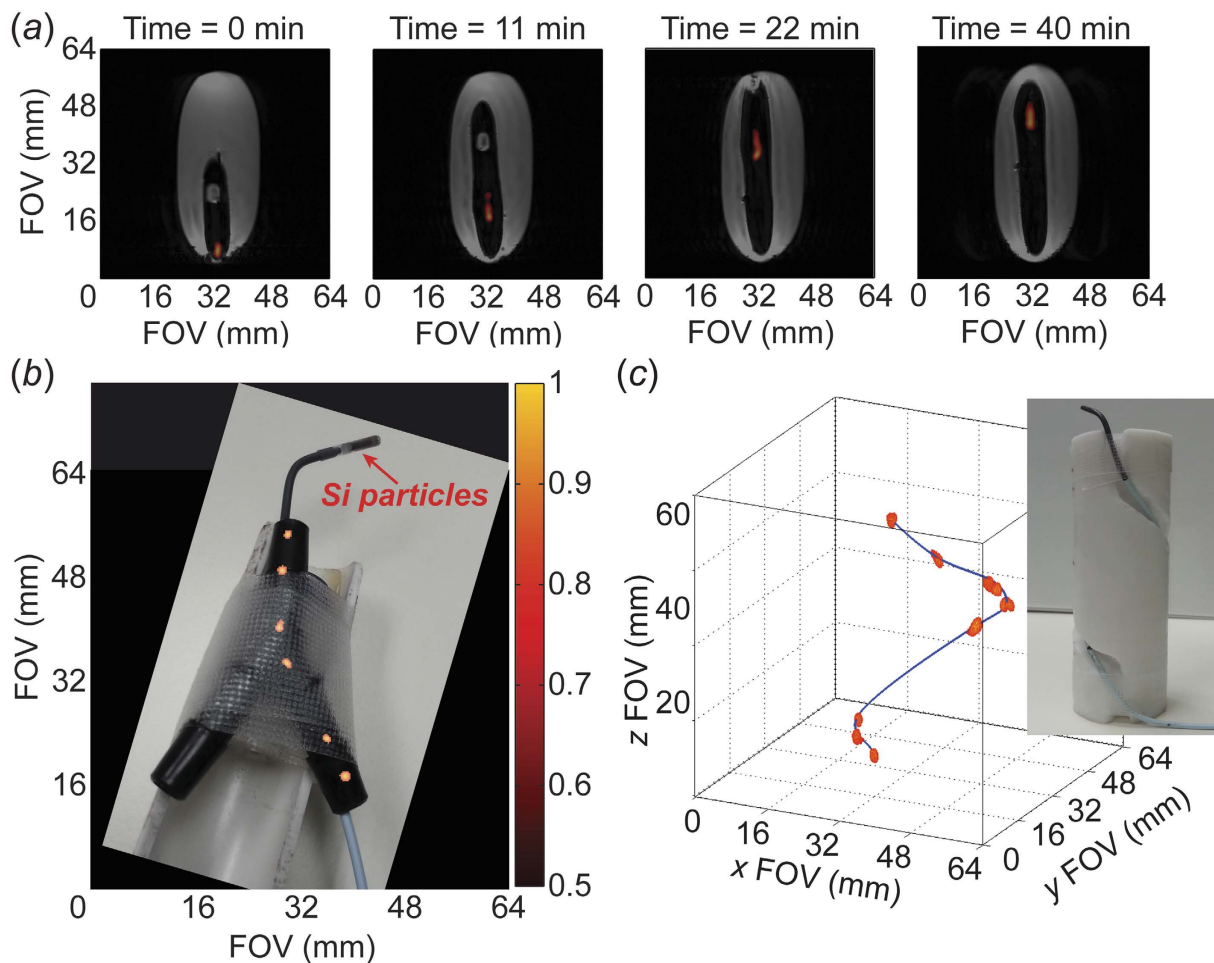 (a)
Time = 0 min
Time = 11 min
Time = 22 min
Time = 40 min
64
48
32
16
FOV (mm)
0 16 32 48 64
0 16 32 48 64
0 16 32 48 64
0 16 32 48 64
FOV (mm)
FOV (mm)
FOV (mm)
FOV (mm)
(b)
Si particles
64
48
32
16
FOV (mm)
0 16 32 48 64
FOV (mm)
1
0.9
0.8
0.7
0.6
0.5
(c)
60
40
20
z FOV (mm)
0 16 32 48 64
x FOV (mm)
0 16 32 48 64
y FOV (mm)